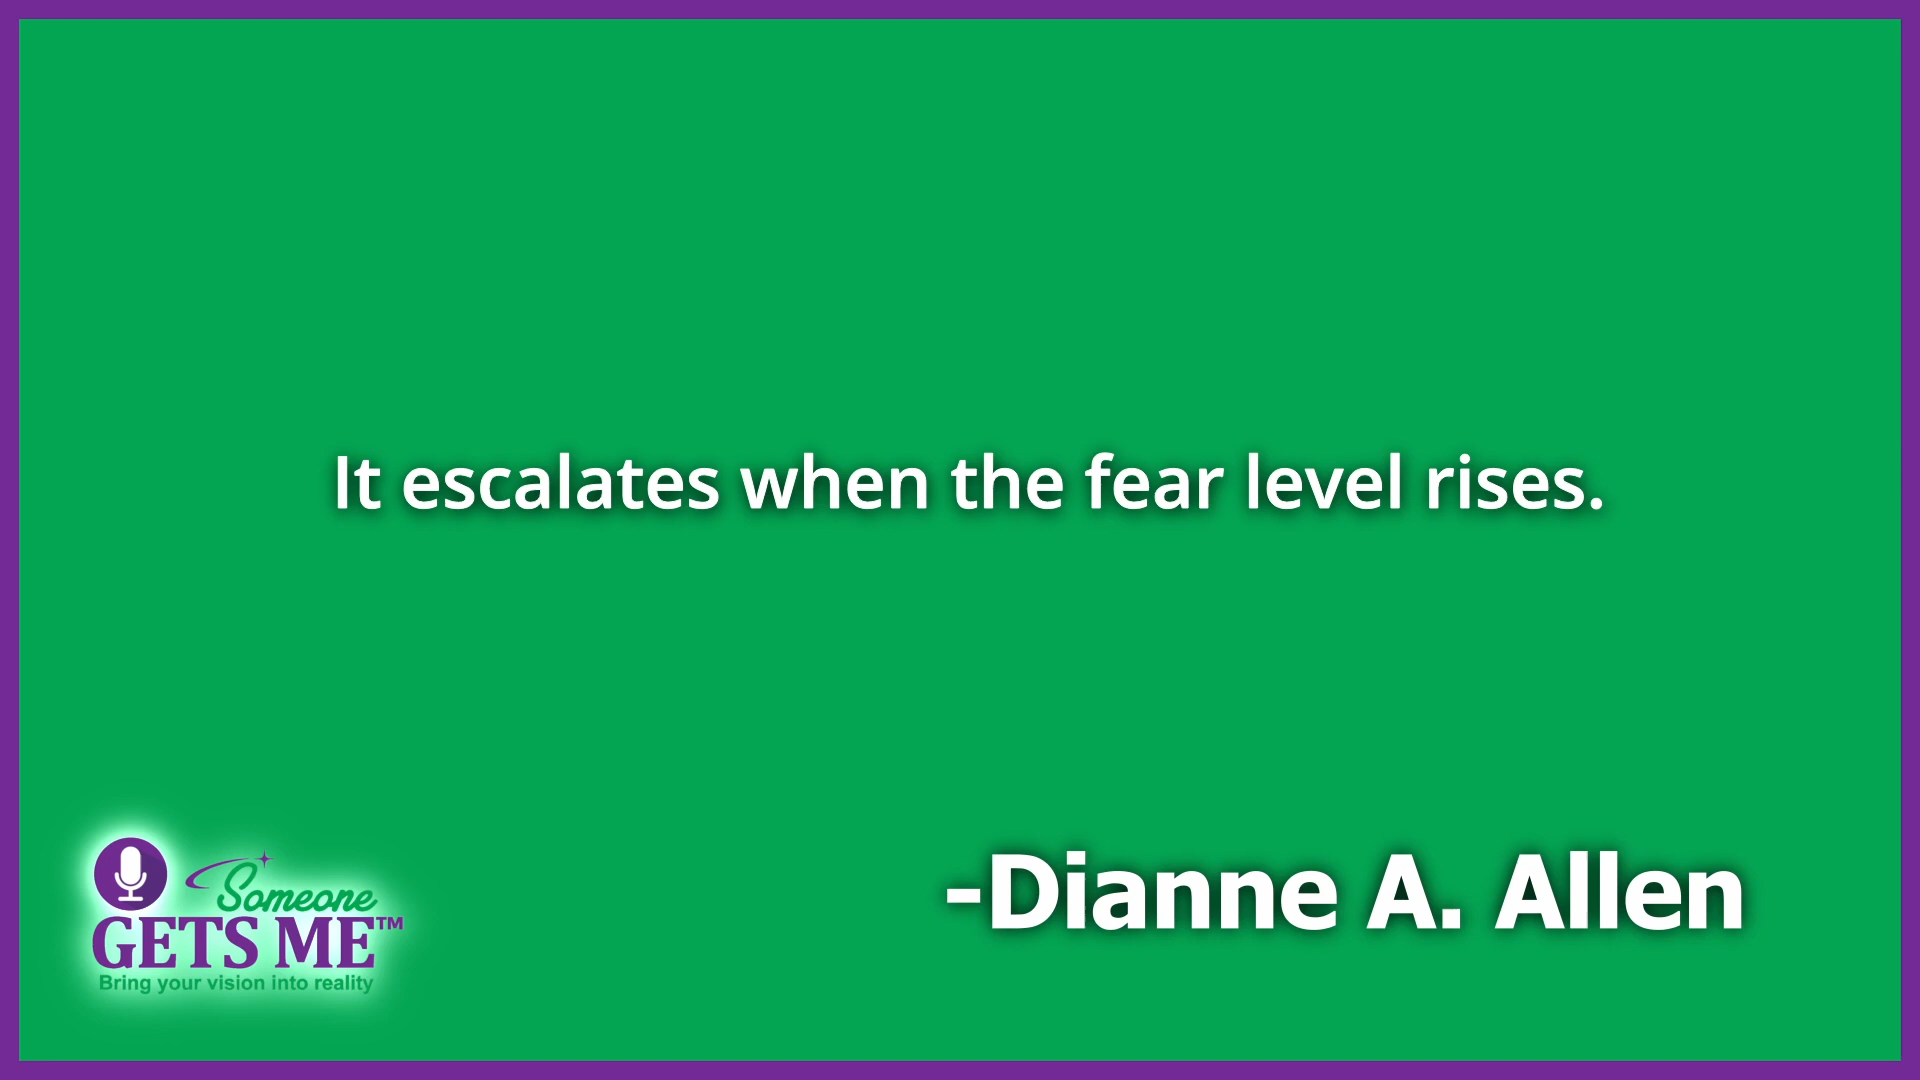 It escalates when the fear level rises.
-Dianne A. Allen
Someone
GETS ME™
Bring your vision into reality